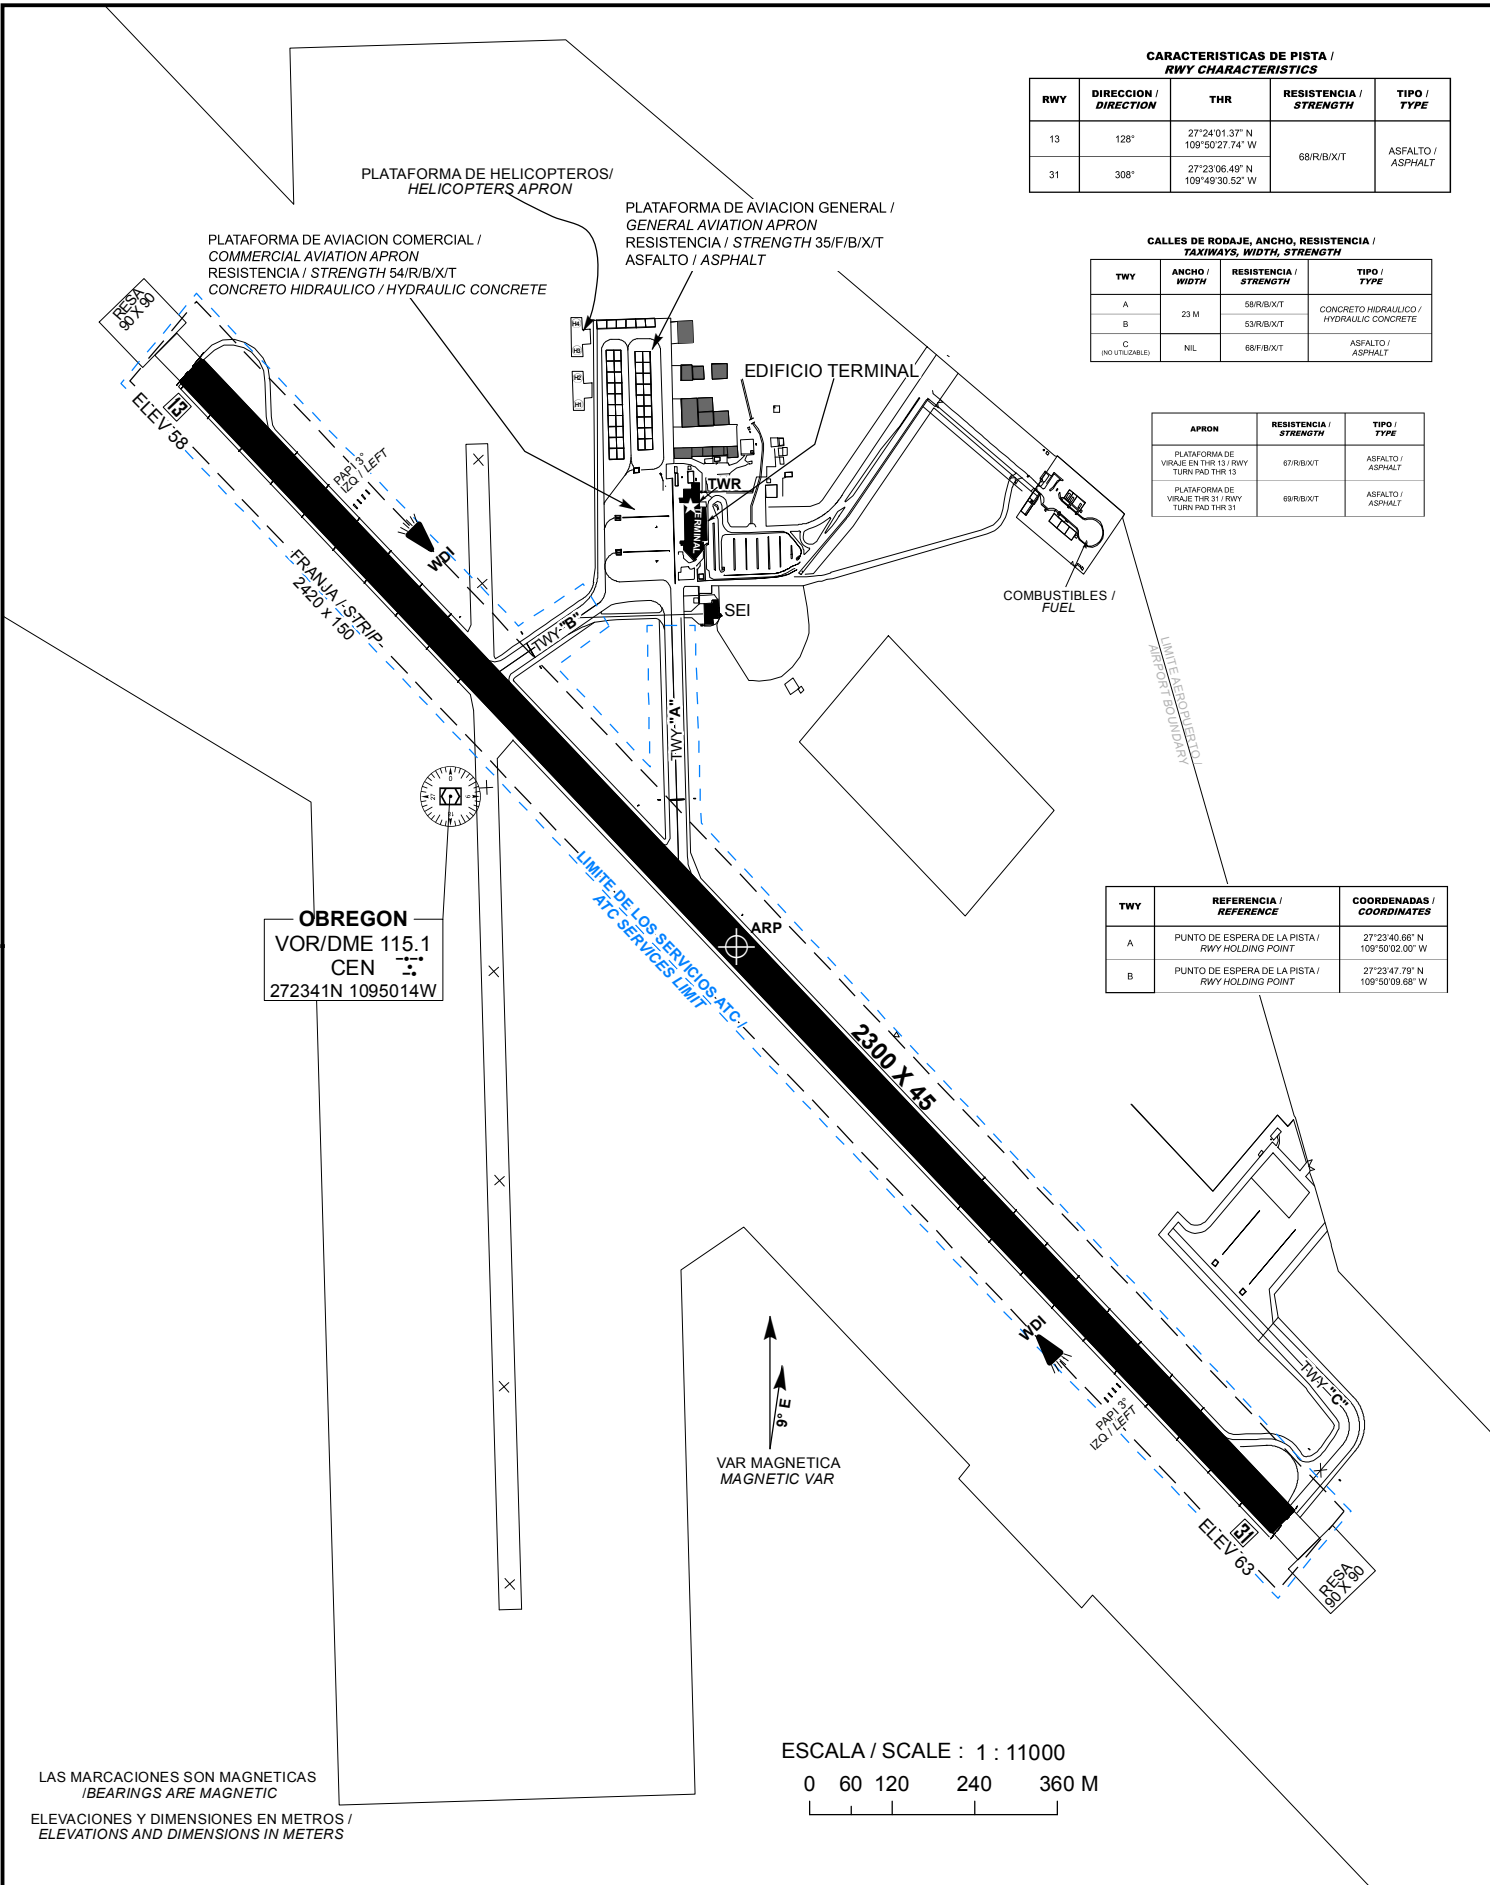 CARACTERISTICAS DE PISTA /
RWY CHARACTERISTICS
RWY DIRECCION / DIRECTION THR RESISTENCIA / STRENGTH TIPO / TYPE
13 128° 27°24'01.37" N 109°50'27.74" W 68/R/B/X/T ASFALTO / ASPHALT
31 308° 27°23'06.49" N 109°49'30.52" W
CALLES DE RODAJE, ANCHO, RESISTENCIA /
TAXIWAYS, WIDTH, STRENGTH
TWY ANCHO / WIDTH RESISTENCIA / STRENGTH TIPO / TYPE
A 23 M 58/R/B/X/T CONCRETO HIDRAULICO / HYDRAULIC CONCRETE
B 53/R/B/X/T
C (NO UTILIZABLE) NIL 68/F/B/X/T ASFALTO / ASPHALT
APRON RESISTENCIA / STRENGTH TIPO / TYPE
PLATAFORMA DE VIRAJE EN THR 13 / RWY TURN PAD THR 13 67/R/B/X/T ASFALTO / ASPHALT
PLATAFORMA DE VIRAJE THR 31 / RWY TURN PAD THR 31 69/R/B/X/T ASFALTO / ASPHALT
TWY REFERENCIA / REFERENCE COORDENADAS / COORDINATES
A PUNTO DE ESPERA DE LA PISTA / RWY HOLDING POINT 27°23'40.66" N 109°50'02.00" W
B PUNTO DE ESPERA DE LA PISTA / RWY HOLDING POINT 27°23'47.79" N 109°50'09.68" W
PLATAFORMA DE HELICOPTEROS/
HELICOPTERS APRON
PLATAFORMA DE AVIACION GENERAL /
GENERAL AVIATION APRON
RESISTENCIA / STRENGTH 35/F/B/X/T
ASFALTO / ASPHALT
PLATAFORMA DE AVIACION COMERCIAL /
COMMERCIAL AVIATION APRON
RESISTENCIA / STRENGTH 54/R/B/X/T
CONCRETO HIDRAULICO / HYDRAULIC CONCRETE
RESA
90 X 90
H4
H3
H2
H1
EDIFICIO TERMINAL
13
ELEV 58
PAPI 3°
IZQ / LEFT
WDI
TWR
TERMINAL
FRANJA / STRIP
2420 x 150
TWY "B"
SEI
COMBUSTIBLES /
FUEL
LIMITE AEROPUERTO /
AIRPORT BOUNDARY
TWY "A"
0
9
18
27
OBREGON
VOR/DME 115.1
CEN
272341N 1095014W
LIMITE DE LOS SERVICIOS ATC /
ATC SERVICES LIMIT
ARP
2300 X 45
WDI
PAPI 3°
IZQ / LEFT
TWY "C"
31
ELEV 63
RESA
90 X 90
9° E
VAR MAGNETICA
MAGNETIC VAR
ESCALA / SCALE : 1 : 11000
0 60 120 240 360 M
LAS MARCACIONES SON MAGNETICAS
/BEARINGS ARE MAGNETIC
ELEVACIONES Y DIMENSIONES EN METROS /
ELEVATIONS AND DIMENSIONS IN METERS